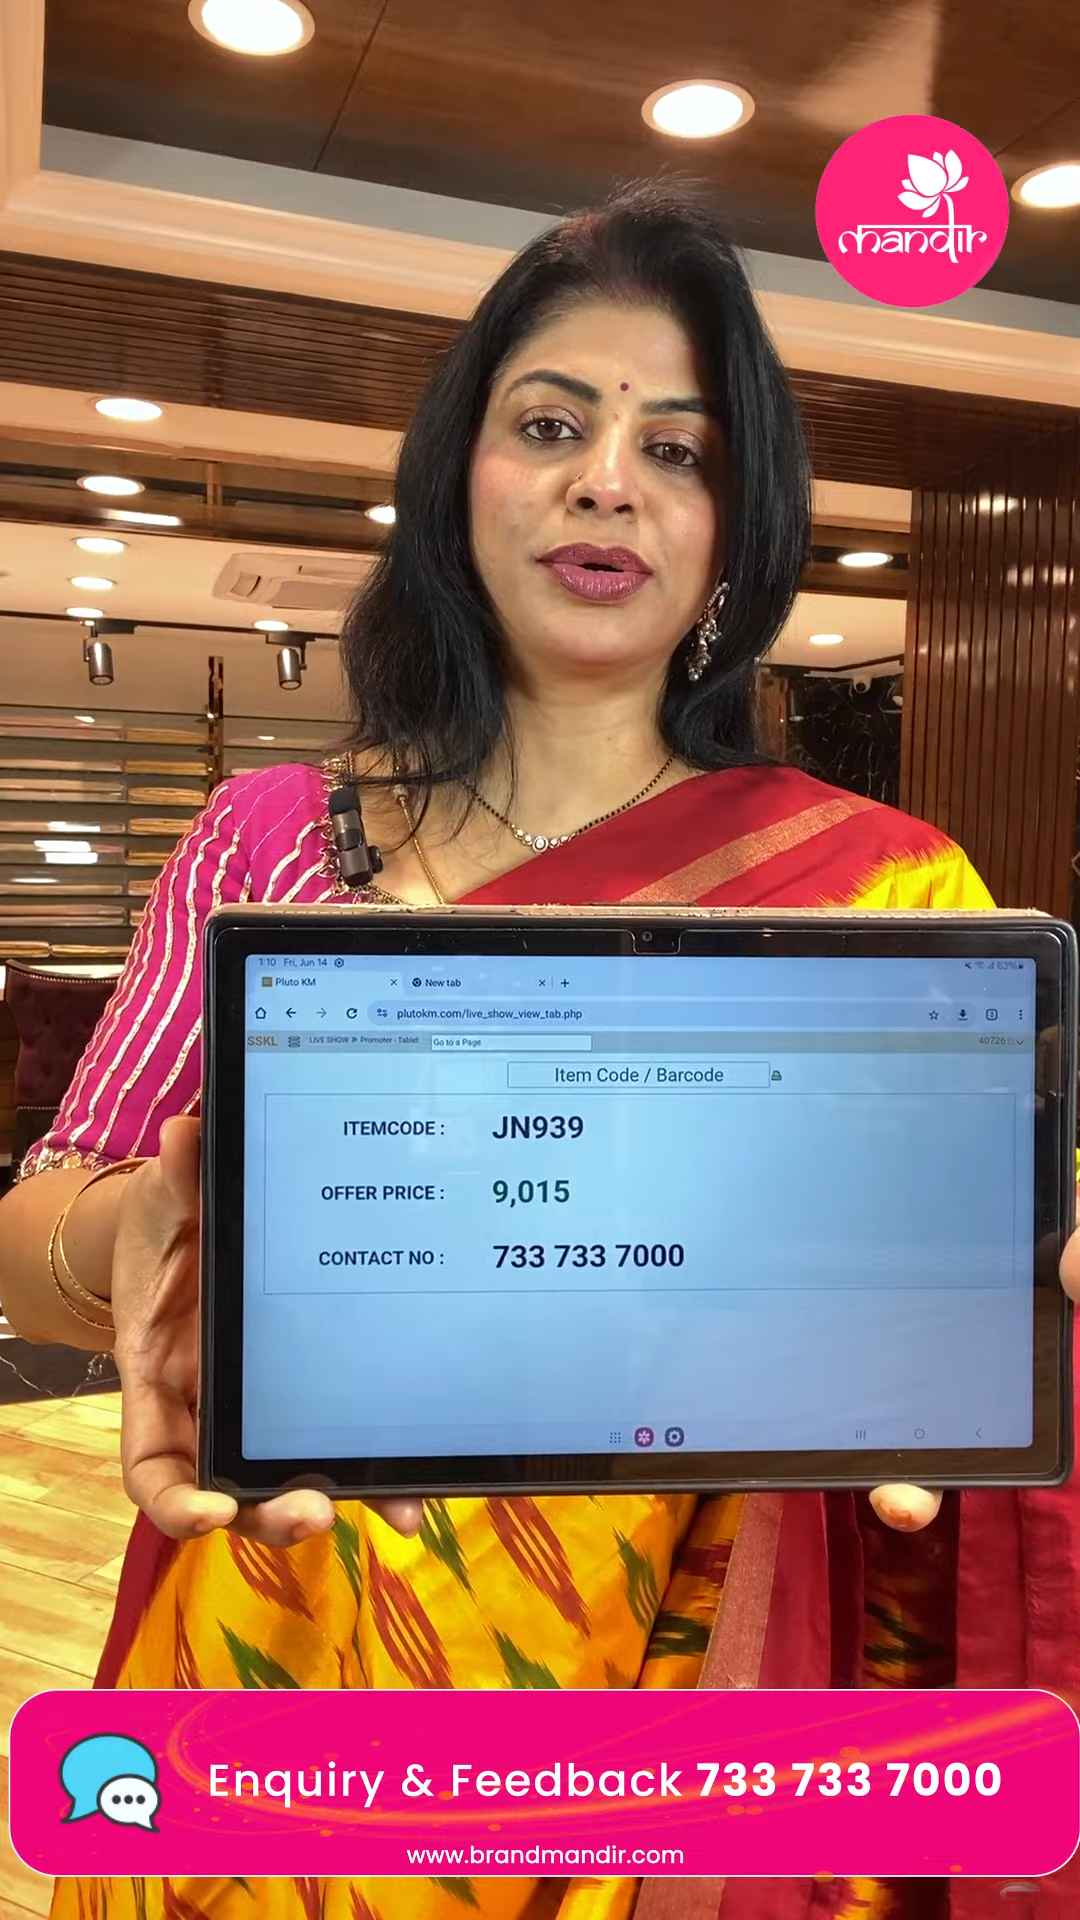 mandir
1:10 Fri, Jun 14
63%
Pluto KM
New tab
plutokm.com/live_show_view_tab.php
SSKL
LIVE SHOW >> Promoter - Tablet
Go to a Page
40726
Item Code / Barcode
ITEMCODE : JN939
OFFER PRICE : 9,015
CONTACT NO : 733 733 7000
Enquiry & Feedback 733 733 7000
www.brandmandir.com